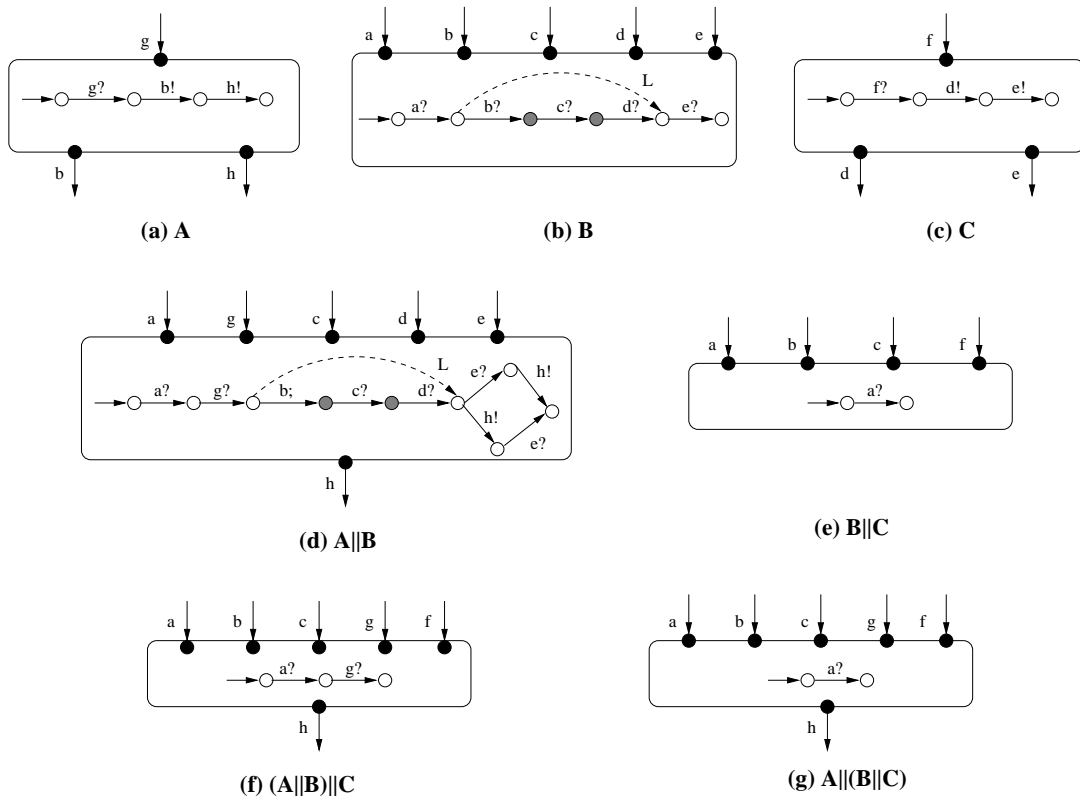 g
g? b! h!
b h
(a) A
a b c d e
L
a? b? c? d? e?
(b) B
f
f? d! e!
d e
(c) C
a g c d e
L
a? g? b; c? d? e? h!
h! e?
h
(d) A||B
a b c f
a?
(e) B||C
a b c g f
a? g?
h
(f) (A||B)||C
a b c g f
a?
h
(g) A||(B||C)